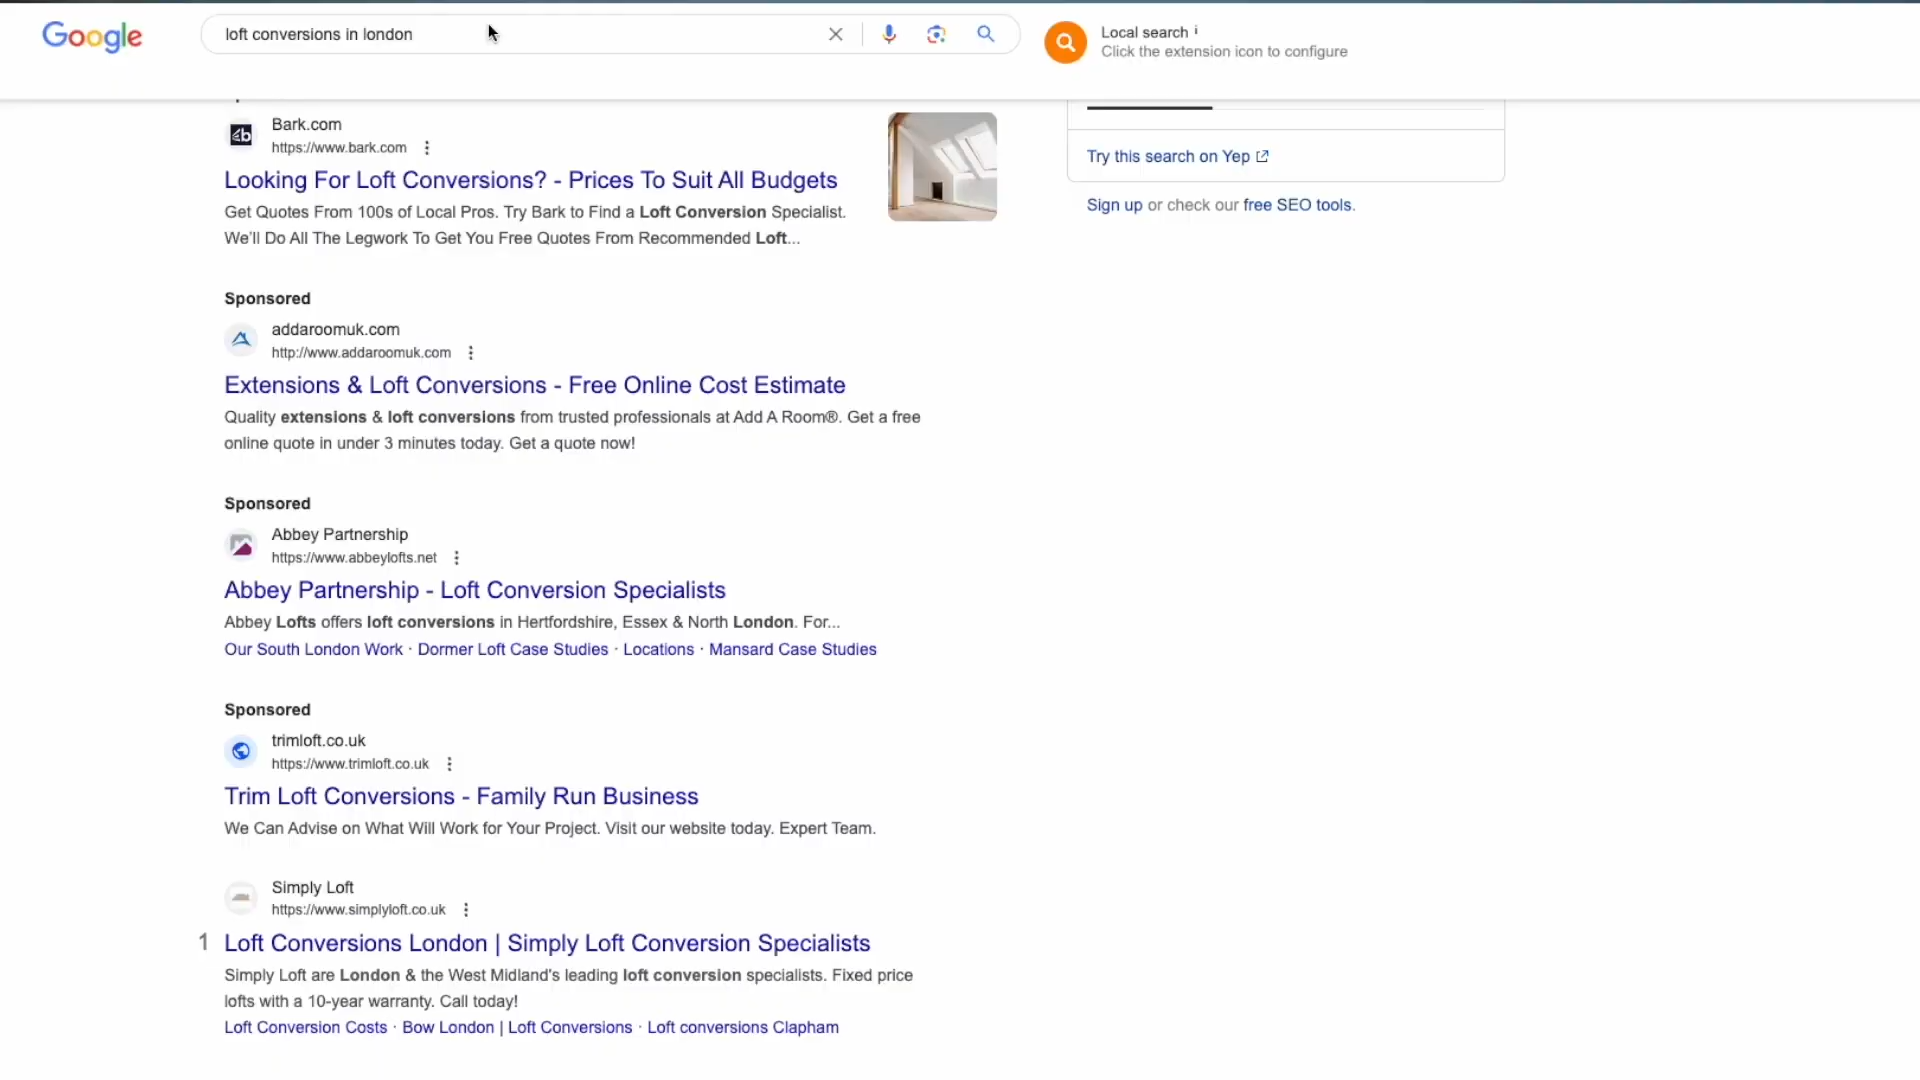 Google
loft conversions in london
Local search i
Click the extension icon to configure
Bark.com
https://www.bark.com
Looking For Loft Conversions? - Prices To Suit All Budgets
Get Quotes From 100s of Local Pros. Try Bark to Find a Loft Conversion Specialist.
We'll Do All The Legwork To Get You Free Quotes From Recommended Loft...
Try this search on Yep
Sign up or check our free SEO tools.
Sponsored
addaroomuk.com
http://www.addaroomuk.com
Extensions & Loft Conversions - Free Online Cost Estimate
Quality extensions & loft conversions from trusted professionals at Add A Room®. Get a free
online quote in under 3 minutes today. Get a quote now!
Sponsored
Abbey Partnership
https://www.abbeylofts.net
Abbey Partnership - Loft Conversion Specialists
Abbey Lofts offers loft conversions in Hertfordshire, Essex & North London. For...
Our South London Work · Dormer Loft Case Studies · Locations · Mansard Case Studies
Sponsored
trimloft.co.uk
https://www.trimloft.co.uk
Trim Loft Conversions - Family Run Business
We Can Advise on What Will Work for Your Project. Visit our website today. Expert Team.
Simply Loft
https://www.simplyloft.co.uk
1 Loft Conversions London | Simply Loft Conversion Specialists
Simply Loft are London & the West Midland's leading loft conversion specialists. Fixed price
lofts with a 10-year warranty. Call today!
Loft Conversion Costs · Bow London | Loft Conversions · Loft conversions Clapham